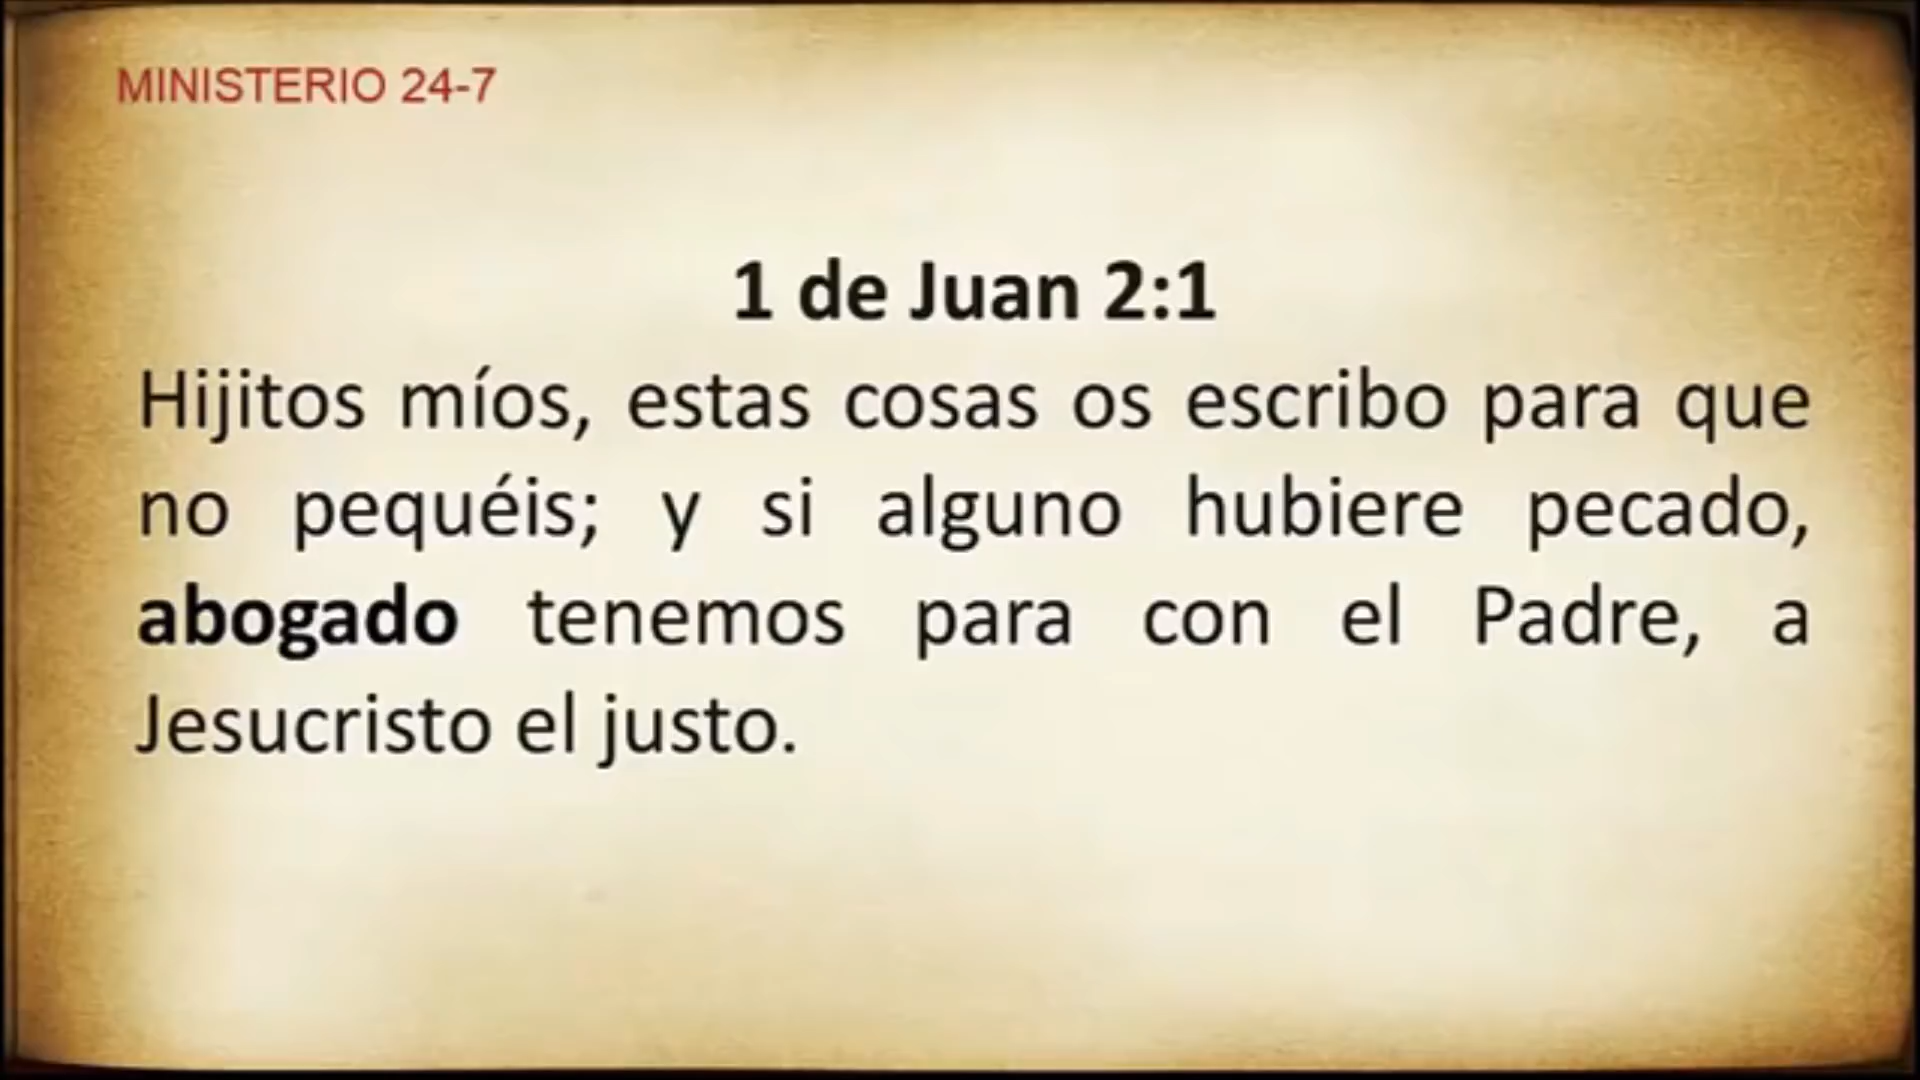 MINISTERIO 24-7
1 de Juan 2:1
Hijitos míos, estas cosas os escribo para que
no pequéis; y si alguno hubiere pecado,
abogado tenemos para con el Padre, a
Jesucristo el justo.